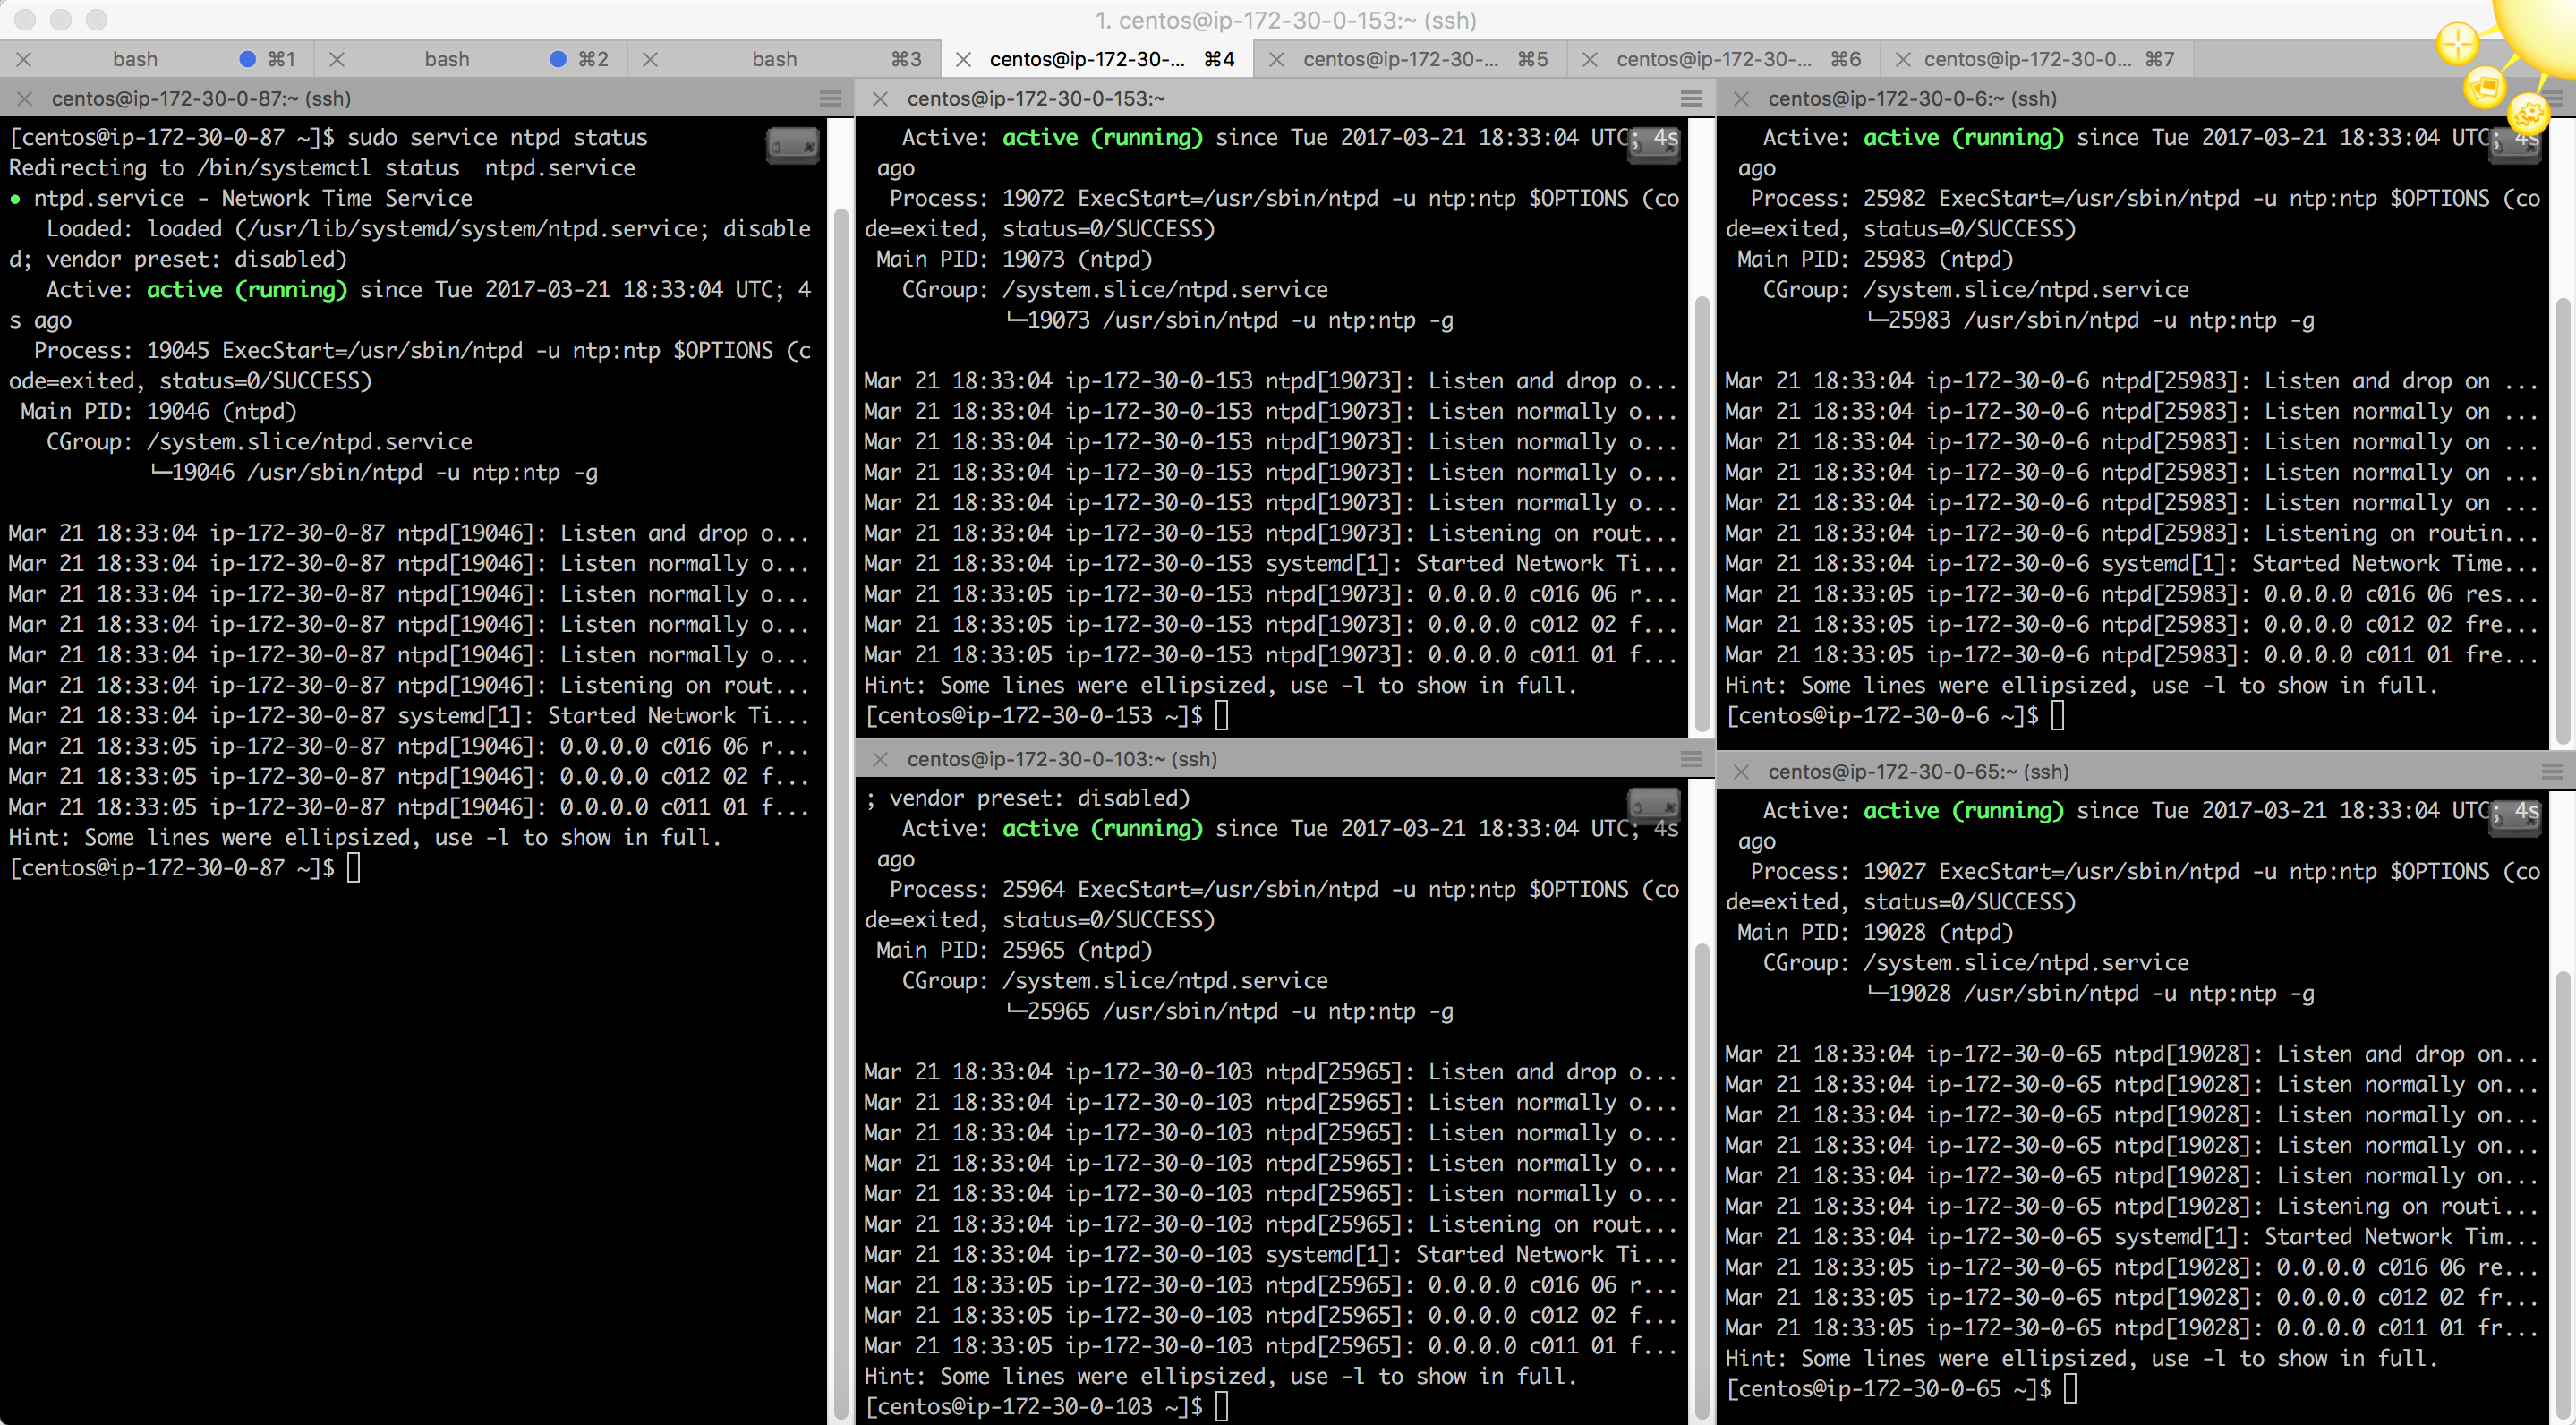 1. centos@ip-172-30-0-153:~ (ssh)
bash ⌘1
bash ⌘2
bash ⌘3
centos@ip-172-30-... ⌘4
centos@ip-172-30-... ⌘5
centos@ip-172-30-... ⌘6
centos@ip-172-30-0... ⌘7
centos@ip-172-30-0-87:~ (ssh)
[centos@ip-172-30-0-87 ~]$ sudo service ntpd status
Redirecting to /bin/systemctl status  ntpd.service
● ntpd.service - Network Time Service
   Loaded: loaded (/usr/lib/systemd/system/ntpd.service; disable
d; vendor preset: disabled)
   Active: active (running) since Tue 2017-03-21 18:33:04 UTC; 4
s ago
  Process: 19045 ExecStart=/usr/sbin/ntpd -u ntp:ntp $OPTIONS (c
ode=exited, status=0/SUCCESS)
 Main PID: 19046 (ntpd)
   CGroup: /system.slice/ntpd.service
           └─19046 /usr/sbin/ntpd -u ntp:ntp -g
Mar 21 18:33:04 ip-172-30-0-87 ntpd[19046]: Listen and drop o...
Mar 21 18:33:04 ip-172-30-0-87 ntpd[19046]: Listen normally o...
Mar 21 18:33:04 ip-172-30-0-87 ntpd[19046]: Listen normally o...
Mar 21 18:33:04 ip-172-30-0-87 ntpd[19046]: Listen normally o...
Mar 21 18:33:04 ip-172-30-0-87 ntpd[19046]: Listen normally o...
Mar 21 18:33:04 ip-172-30-0-87 ntpd[19046]: Listening on rout...
Mar 21 18:33:04 ip-172-30-0-87 systemd[1]: Started Network Ti...
Mar 21 18:33:05 ip-172-30-0-87 ntpd[19046]: 0.0.0.0 c016 06 r...
Mar 21 18:33:05 ip-172-30-0-87 ntpd[19046]: 0.0.0.0 c012 02 f...
Mar 21 18:33:05 ip-172-30-0-87 ntpd[19046]: 0.0.0.0 c011 01 f...
Hint: Some lines were ellipsized, use -l to show in full.
[centos@ip-172-30-0-87 ~]$
centos@ip-172-30-0-153:~
   Active: active (running) since Tue 2017-03-21 18:33:04 UTC; 4s
 ago
  Process: 19072 ExecStart=/usr/sbin/ntpd -u ntp:ntp $OPTIONS (co
de=exited, status=0/SUCCESS)
 Main PID: 19073 (ntpd)
   CGroup: /system.slice/ntpd.service
           └─19073 /usr/sbin/ntpd -u ntp:ntp -g
Mar 21 18:33:04 ip-172-30-0-153 ntpd[19073]: Listen and drop o...
Mar 21 18:33:04 ip-172-30-0-153 ntpd[19073]: Listen normally o...
Mar 21 18:33:04 ip-172-30-0-153 ntpd[19073]: Listen normally o...
Mar 21 18:33:04 ip-172-30-0-153 ntpd[19073]: Listen normally o...
Mar 21 18:33:04 ip-172-30-0-153 ntpd[19073]: Listen normally o...
Mar 21 18:33:04 ip-172-30-0-153 ntpd[19073]: Listening on rout...
Mar 21 18:33:04 ip-172-30-0-153 systemd[1]: Started Network Ti...
Mar 21 18:33:05 ip-172-30-0-153 ntpd[19073]: 0.0.0.0 c016 06 r...
Mar 21 18:33:05 ip-172-30-0-153 ntpd[19073]: 0.0.0.0 c012 02 f...
Mar 21 18:33:05 ip-172-30-0-153 ntpd[19073]: 0.0.0.0 c011 01 f...
Hint: Some lines were ellipsized, use -l to show in full.
[centos@ip-172-30-0-153 ~]$
centos@ip-172-30-0-103:~ (ssh)
; vendor preset: disabled)
   Active: active (running) since Tue 2017-03-21 18:33:04 UTC; 4s
 ago
  Process: 25964 ExecStart=/usr/sbin/ntpd -u ntp:ntp $OPTIONS (co
de=exited, status=0/SUCCESS)
 Main PID: 25965 (ntpd)
   CGroup: /system.slice/ntpd.service
           └─25965 /usr/sbin/ntpd -u ntp:ntp -g
Mar 21 18:33:04 ip-172-30-0-103 ntpd[25965]: Listen and drop o...
Mar 21 18:33:04 ip-172-30-0-103 ntpd[25965]: Listen normally o...
Mar 21 18:33:04 ip-172-30-0-103 ntpd[25965]: Listen normally o...
Mar 21 18:33:04 ip-172-30-0-103 ntpd[25965]: Listen normally o...
Mar 21 18:33:04 ip-172-30-0-103 ntpd[25965]: Listen normally o...
Mar 21 18:33:04 ip-172-30-0-103 ntpd[25965]: Listening on rout...
Mar 21 18:33:04 ip-172-30-0-103 systemd[1]: Started Network Ti...
Mar 21 18:33:05 ip-172-30-0-103 ntpd[25965]: 0.0.0.0 c016 06 r...
Mar 21 18:33:05 ip-172-30-0-103 ntpd[25965]: 0.0.0.0 c012 02 f...
Mar 21 18:33:05 ip-172-30-0-103 ntpd[25965]: 0.0.0.0 c011 01 f...
Hint: Some lines were ellipsized, use -l to show in full.
[centos@ip-172-30-0-103 ~]$
centos@ip-172-30-0-6:~ (ssh)
   Active: active (running) since Tue 2017-03-21 18:33:04 UTC; 4s
 ago
  Process: 25982 ExecStart=/usr/sbin/ntpd -u ntp:ntp $OPTIONS (co
de=exited, status=0/SUCCESS)
 Main PID: 25983 (ntpd)
   CGroup: /system.slice/ntpd.service
           └─25983 /usr/sbin/ntpd -u ntp:ntp -g
Mar 21 18:33:04 ip-172-30-0-6 ntpd[25983]: Listen and drop on ...
Mar 21 18:33:04 ip-172-30-0-6 ntpd[25983]: Listen normally on ...
Mar 21 18:33:04 ip-172-30-0-6 ntpd[25983]: Listen normally on ...
Mar 21 18:33:04 ip-172-30-0-6 ntpd[25983]: Listen normally on ...
Mar 21 18:33:04 ip-172-30-0-6 ntpd[25983]: Listen normally on ...
Mar 21 18:33:04 ip-172-30-0-6 ntpd[25983]: Listening on routin...
Mar 21 18:33:04 ip-172-30-0-6 systemd[1]: Started Network Time...
Mar 21 18:33:05 ip-172-30-0-6 ntpd[25983]: 0.0.0.0 c016 06 res...
Mar 21 18:33:05 ip-172-30-0-6 ntpd[25983]: 0.0.0.0 c012 02 fre...
Mar 21 18:33:05 ip-172-30-0-6 ntpd[25983]: 0.0.0.0 c011 01 fre...
Hint: Some lines were ellipsized, use -l to show in full.
[centos@ip-172-30-0-6 ~]$
centos@ip-172-30-0-65:~ (ssh)
   Active: active (running) since Tue 2017-03-21 18:33:04 UTC; 4s
 ago
  Process: 19027 ExecStart=/usr/sbin/ntpd -u ntp:ntp $OPTIONS (co
de=exited, status=0/SUCCESS)
 Main PID: 19028 (ntpd)
   CGroup: /system.slice/ntpd.service
           └─19028 /usr/sbin/ntpd -u ntp:ntp -g
Mar 21 18:33:04 ip-172-30-0-65 ntpd[19028]: Listen and drop on...
Mar 21 18:33:04 ip-172-30-0-65 ntpd[19028]: Listen normally on...
Mar 21 18:33:04 ip-172-30-0-65 ntpd[19028]: Listen normally on...
Mar 21 18:33:04 ip-172-30-0-65 ntpd[19028]: Listen normally on...
Mar 21 18:33:04 ip-172-30-0-65 ntpd[19028]: Listen normally on...
Mar 21 18:33:04 ip-172-30-0-65 ntpd[19028]: Listening on routi...
Mar 21 18:33:04 ip-172-30-0-65 systemd[1]: Started Network Tim...
Mar 21 18:33:05 ip-172-30-0-65 ntpd[19028]: 0.0.0.0 c016 06 re...
Mar 21 18:33:05 ip-172-30-0-65 ntpd[19028]: 0.0.0.0 c012 02 fr...
Mar 21 18:33:05 ip-172-30-0-65 ntpd[19028]: 0.0.0.0 c011 01 fr...
Hint: Some lines were ellipsized, use -l to show in full.
[centos@ip-172-30-0-65 ~]$